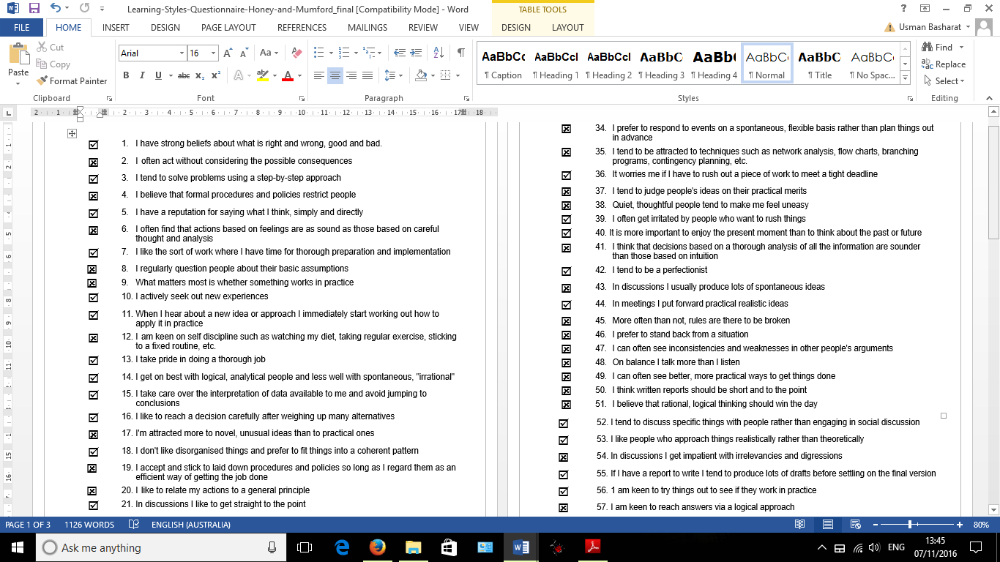 Learning-Styles-Questionnaire-Honey-and-Mumford_final [Compatibility Mode] - Word
TABLE TOOLS
FILE HOME INSERT DESIGN PAGE LAYOUT REFERENCES MAILINGS REVIEW VIEW DESIGN LAYOUT
Usman Basharat
Paste
Cut
Copy
Format Painter
Clipboard
Arial 16
Font
Paragraph
AaBbCc AaBbCcI AaBbCcI AaBbC AaBb( AaBbC AaBbC AaBbC
¶ Caption ¶ Heading 1 ¶ Heading 2 ¶ Heading 3 ¶ Heading 4 ¶ Normal ¶ Title ¶ No Spac...
Styles
Find
Replace
Select
Editing
2 1 1 2 3 4 5 6 7 8 9 10 11 12 13 14 15 16 17 18
1. I have strong beliefs about what is right and wrong, good and bad.
2. I often act without considering the possible consequences
3. I tend to solve problems using a step-by-step approach
4. I believe that formal procedures and policies restrict people
5. I have a reputation for saying what I think, simply and directly
6. I often find that actions based on feelings are as sound as those based on careful
thought and analysis
7. I like the sort of work where I have time for thorough preparation and implementation
8. I regularly question people about their basic assumptions
9. What matters most is whether something works in practice
10. I actively seek out new experiences
11. When I hear about a new idea or approach I immediately start working out how to
apply it in practice
12. I am keen on self discipline such as watching my diet, taking regular exercise, sticking
to a fixed routine, etc.
13. I take pride in doing a thorough job
14. I get on best with logical, analytical people and less well with spontaneous, "irrational"
15. I take care over the interpretation of data available to me and avoid jumping to
conclusions
16. I like to reach a decision carefully after weighing up many alternatives
17. I'm attracted more to novel, unusual ideas than to practical ones
18. I don't like disorganised things and prefer to fit things into a coherent pattern
19. I accept and stick to laid down procedures and policies so long as I regard them as an
efficient way of getting the job done
20. I like to relate my actions to a general principle
21. In discussions I like to get straight to the point
34. I prefer to respond to events on a spontaneous, flexible basis rather than plan things out
in advance
35. I tend to be attracted to techniques such as network analysis, flow charts, branching
programs, contingency planning, etc.
36. It worries me if I have to rush out a piece of work to meet a tight deadline
37. I tend to judge people's ideas on their practical merits
38. Quiet, thoughtful people tend to make me feel uneasy
39. I often get irritated by people who want to rush things
40. It is more important to enjoy the present moment than to think about the past or future
41. I think that decisions based on a thorough analysis of all the information are sounder
than those based on intuition
42. I tend to be a perfectionist
43. In discussions I usually produce lots of spontaneous ideas
44. In meetings I put forward practical realistic ideas
45. More often than not, rules are there to be broken
46. I prefer to stand back from a situation
47. I can often see inconsistencies and weaknesses in other people's arguments
48. On balance I talk more than I listen
49. I can often see better, more practical ways to get things done
50. I think written reports should be short and to the point
51. I believe that rational, logical thinking should win the day
52. I tend to discuss specific things with people rather than engaging in social discussion
53. I like people who approach things realistically rather than theoretically
54. In discussions I get impatient with irrelevancies and digressions
55. If I have a report to write I tend to produce lots of drafts before settling on the final version
56. 1 am keen to try things out to see if they work in practice
57. I am keen to reach answers via a logical approach
PAGE 1 OF 3 1126 WORDS ENGLISH (AUSTRALIA) 80%
Ask me anything
ENG
13:45
07/11/2016